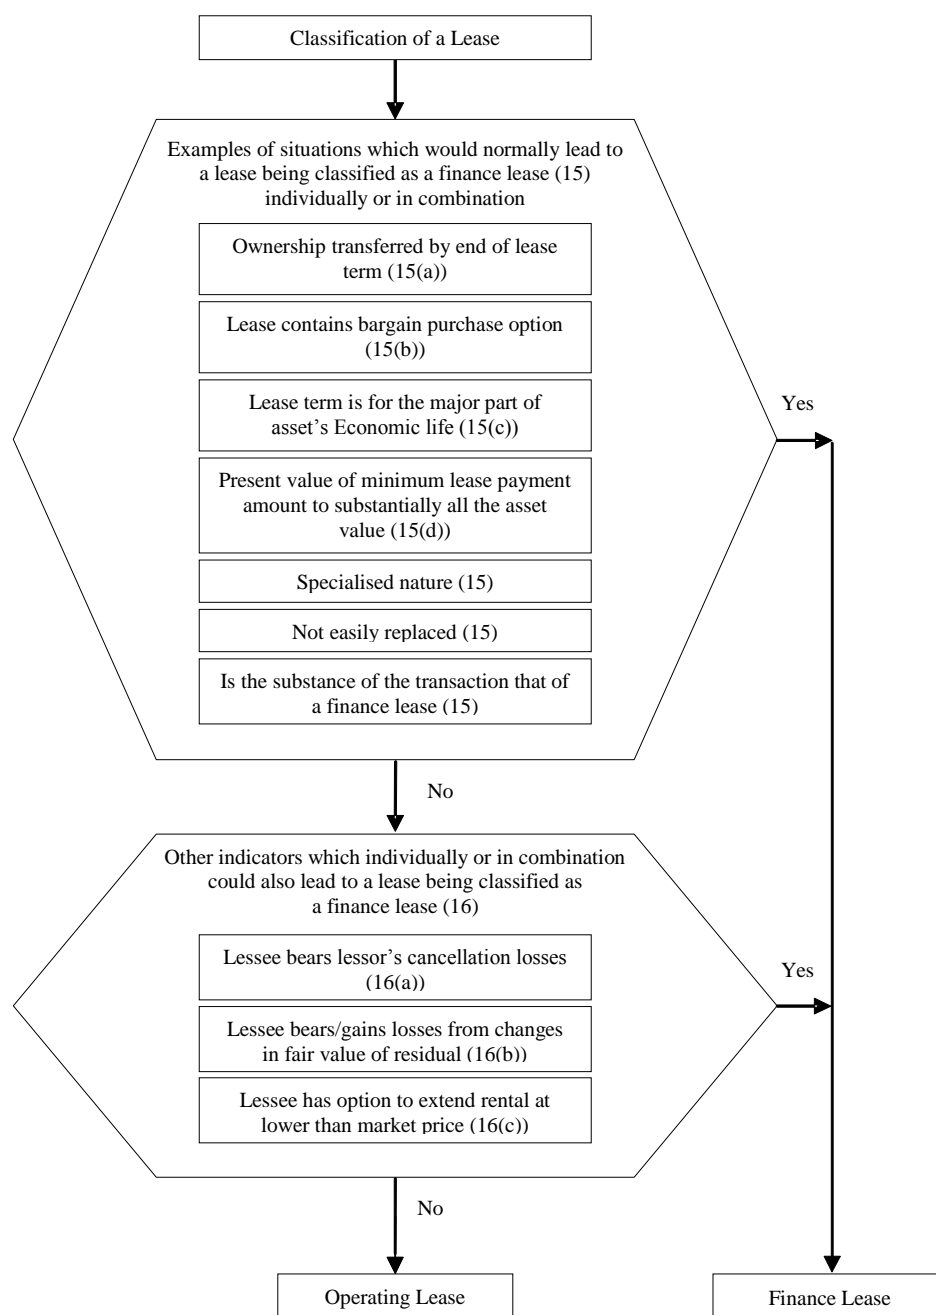 Classification of a Lease
Examples of situations which would normally lead to
a lease being classified as a finance lease (15)
individually or in combination
Ownership transferred by end of lease
term (15(a))
Lease contains bargain purchase option
(15(b))
Lease term is for the major part of
asset's Economic life (15(c))
Yes
Present value of minimum lease payment
amount to substantially all the asset
value (15(d))
Specialised nature (15)
Not easily replaced (15)
Is the substance of the transaction that of
a finance lease (15)
No
Other indicators which individually or in combination
could also lead to a lease being classified as
a finance lease (16)
Lessee bears lessor's cancellation losses
(16(a))
Yes
Lessee bears/gains losses from changes
in fair value of residual (16(b))
Lessee has option to extend rental at
lower than market price (16(c))
No
Operating Lease
Finance Lease